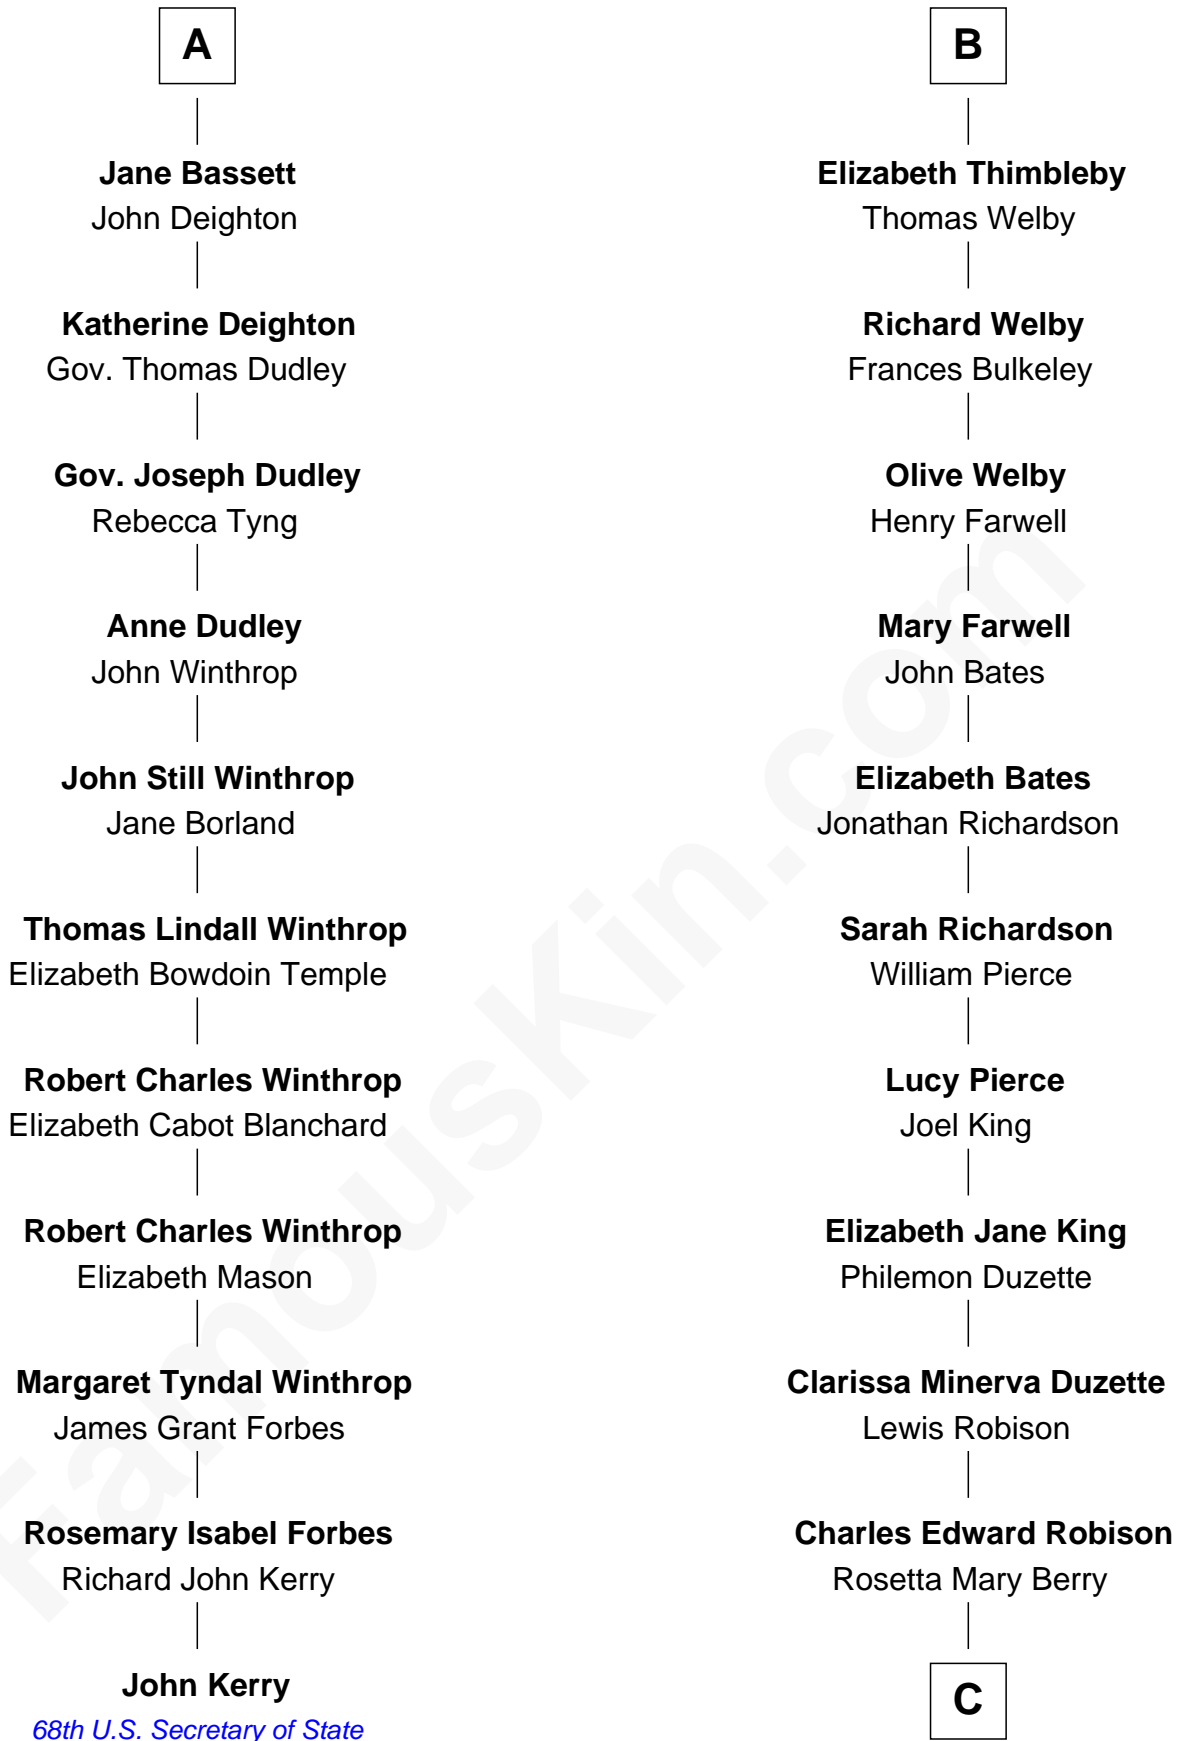 A
Jane Bassett
John Deighton
Katherine Deighton
Gov. Thomas Dudley
Gov. Joseph Dudley
Rebecca Tyng
Anne Dudley
John Winthrop
John Still Winthrop
Jane Borland
Thomas Lindall Winthrop
Elizabeth Bowdoin Temple
Robert Charles Winthrop
Elizabeth Cabot Blanchard
Robert Charles Winthrop
Elizabeth Mason
Margaret Tyndal Winthrop
James Grant Forbes
Rosemary Isabel Forbes
Richard John Kerry
John Kerry
68th U.S. Secretary of State
B
Elizabeth Thimbleby
Thomas Welby
Richard Welby
Frances Bulkeley
Olive Welby
Henry Farwell
Mary Farwell
John Bates
Elizabeth Bates
Jonathan Richardson
Sarah Richardson
William Pierce
Lucy Pierce
Joel King
Elizabeth Jane King
Philemon Duzette
Clarissa Minerva Duzette
Lewis Robison
Charles Edward Robison
Rosetta Mary Berry
C
FamousKin.com